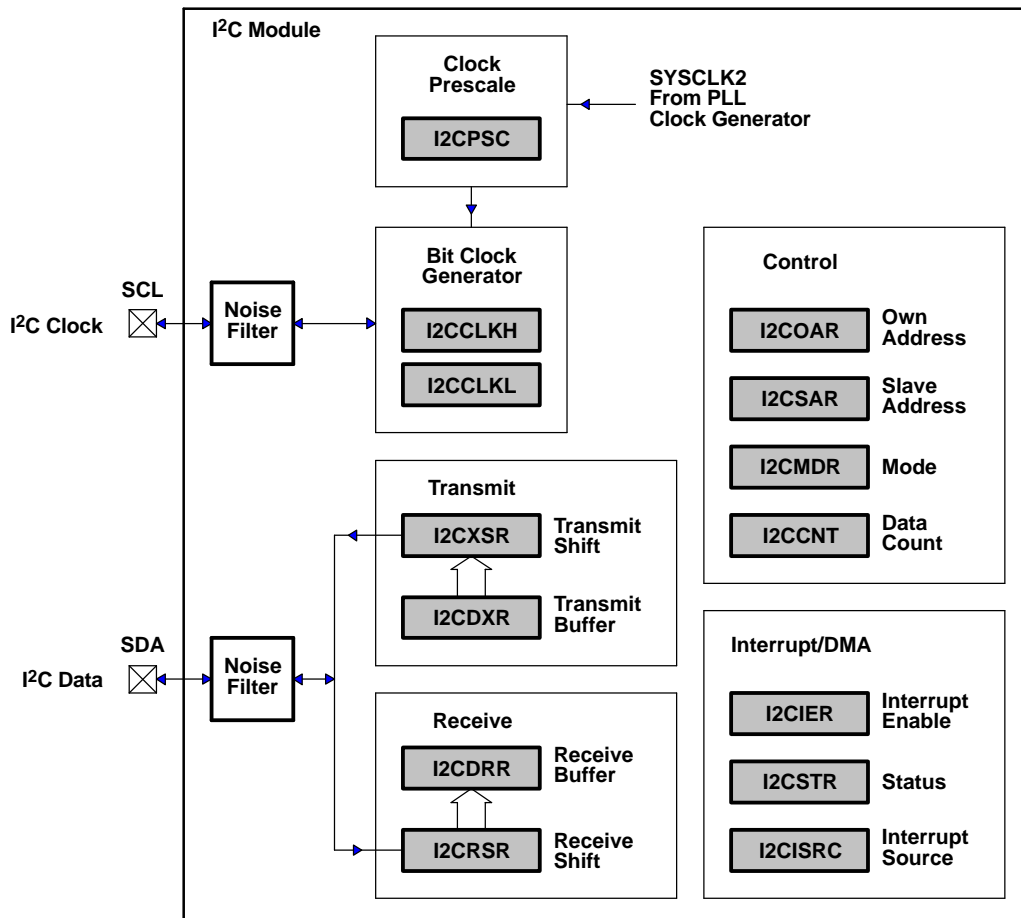 I2C Module
Clock
Prescale
I2CPSC
SYSCLK2
From PLL
Clock Generator
Bit Clock
Generator
I2CCLKH
I2CCLKL
SCL
I2C Clock
Noise
Filter
Control
I2COAR
Own
Address
I2CSAR
Slave
Address
I2CMDR
Mode
I2CCNT
Data
Count
Transmit
I2CXSR
Transmit
Shift
I2CDXR
Transmit
Buffer
SDA
I2C Data
Noise
Filter
Receive
I2CDRR
Receive
Buffer
I2CRSR
Receive
Shift
Interrupt/DMA
I2CIER
Interrupt
Enable
I2CSTR
Status
I2CISRC
Interrupt
Source